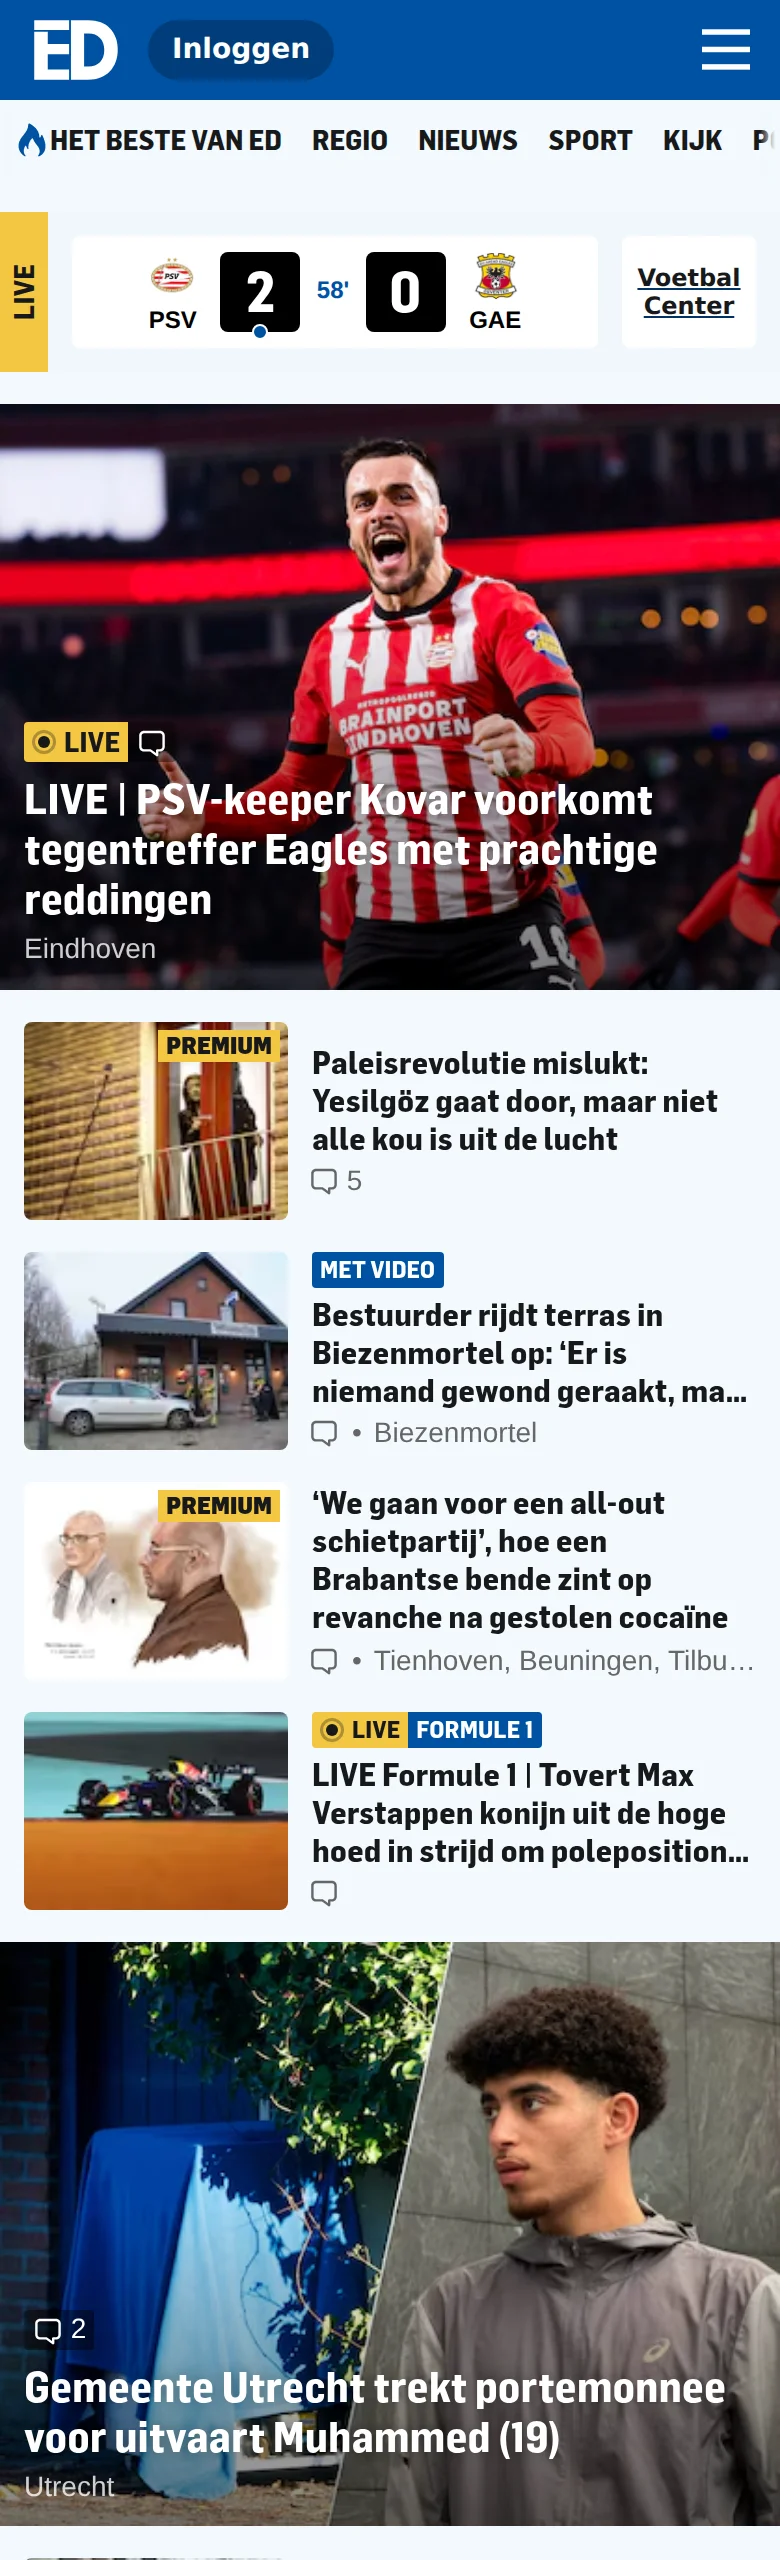 ED
Inloggen
HET BESTE VAN ED REGIO NIEUWS SPORT KIJK
LIVE
PSV
2
58'
0
GAE
Voetbal
Center
PSV
METROPOOLREGIO
BRAINPORT
EINDHOVEN
10
LIVE
LIVE | PSV-keeper Kovar voorkomt
tegentreffer Eagles met prachtige
reddingen
Eindhoven
PREMIUM
Paleisrevolutie mislukt:
Yesilgöz gaat door, maar niet
alle kou is uit de lucht
5
MET VIDEO
Bestuurder rijdt terras in
Biezenmortel op: ‘Er is
niemand gewond geraakt, ma...
• Biezenmortel
PREMIUM
‘We gaan voor een all-out
schietpartij’, hoe een
Brabantse bende zint op
revanche na gestolen cocaïne
• Tienhoven, Beuningen, Tilbu...
LIVE FORMULE 1
LIVE Formule 1 | Tovert Max
Verstappen konijn uit de hoge
hoed in strijd om poleposition...
2
Gemeente Utrecht trekt portemonnee
voor uitvaart Muhammed (19)
Utrecht